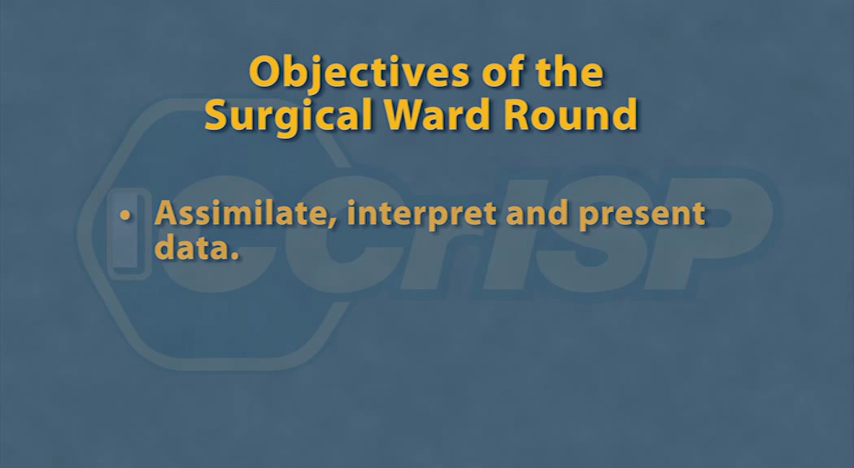 Objectives of the
Surgical Ward Round
CCrISP
• Assimilate, interpret and present
data.